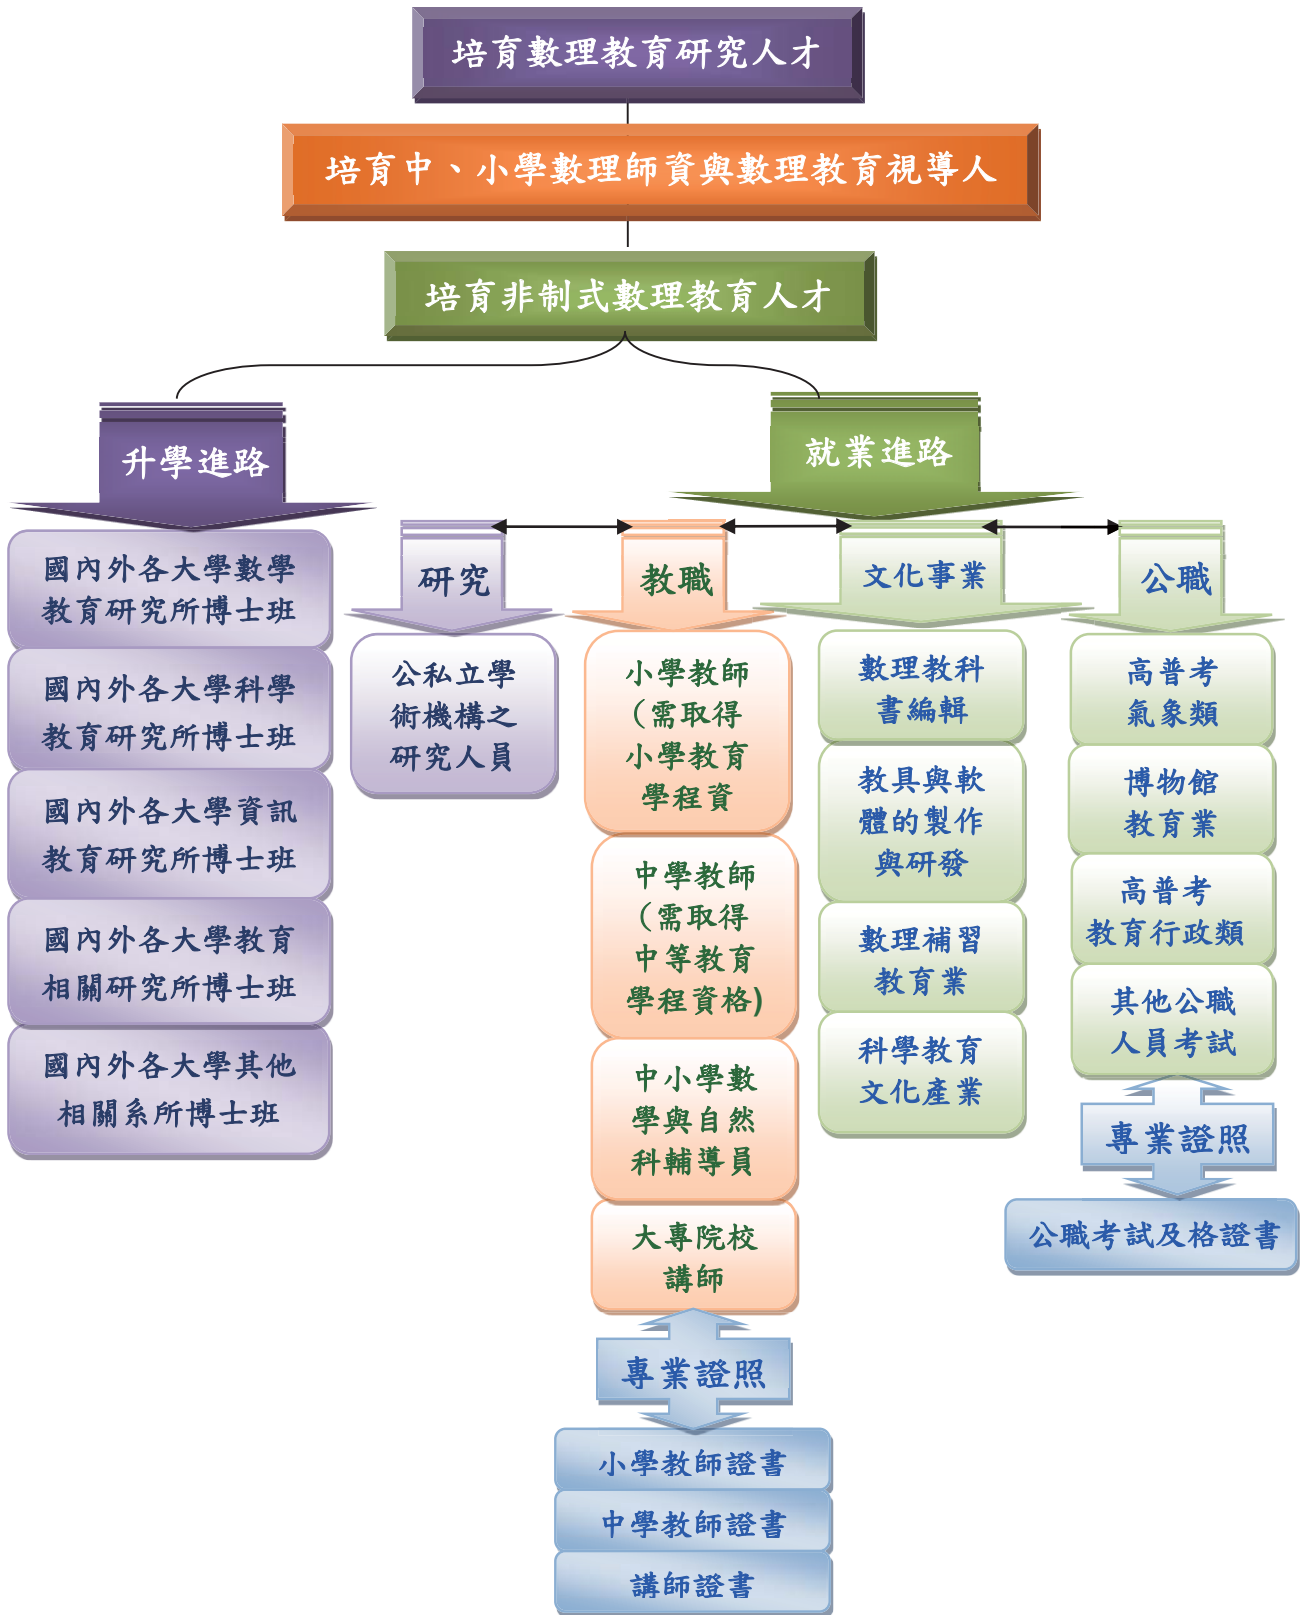 培育數理教育研究人才
培育中、小學數理師資與數理教育視導人
培育非制式數理教育人才
升學進路
國內外各大學數學
教育研究所博士班
國內外各大學科學
教育研究所博士班
國內外各大學資訊
教育研究所博士班
國內外各大學教育
相關研究所博士班
國內外各大學其他
相關系所博士班
就業進路
研究
公私立學
術機構之
研究人員
教職
小學教師
（需取得
小學教育
學程資
中學教師
（需取得
中等教育
學程資格)
中小學數
學與自然
科輔導員
大專院校
講師
專業證照
小學教師證書
中學教師證書
講師證書
文化事業
數理教科
書編輯
教具與軟
體的製作
與研發
數理補習
教育業
科學教育
文化產業
公職
高普考
氣象類
博物館
教育業
高普考
教育行政類
其他公職
人員考試
專業證照
公職考試及格證書